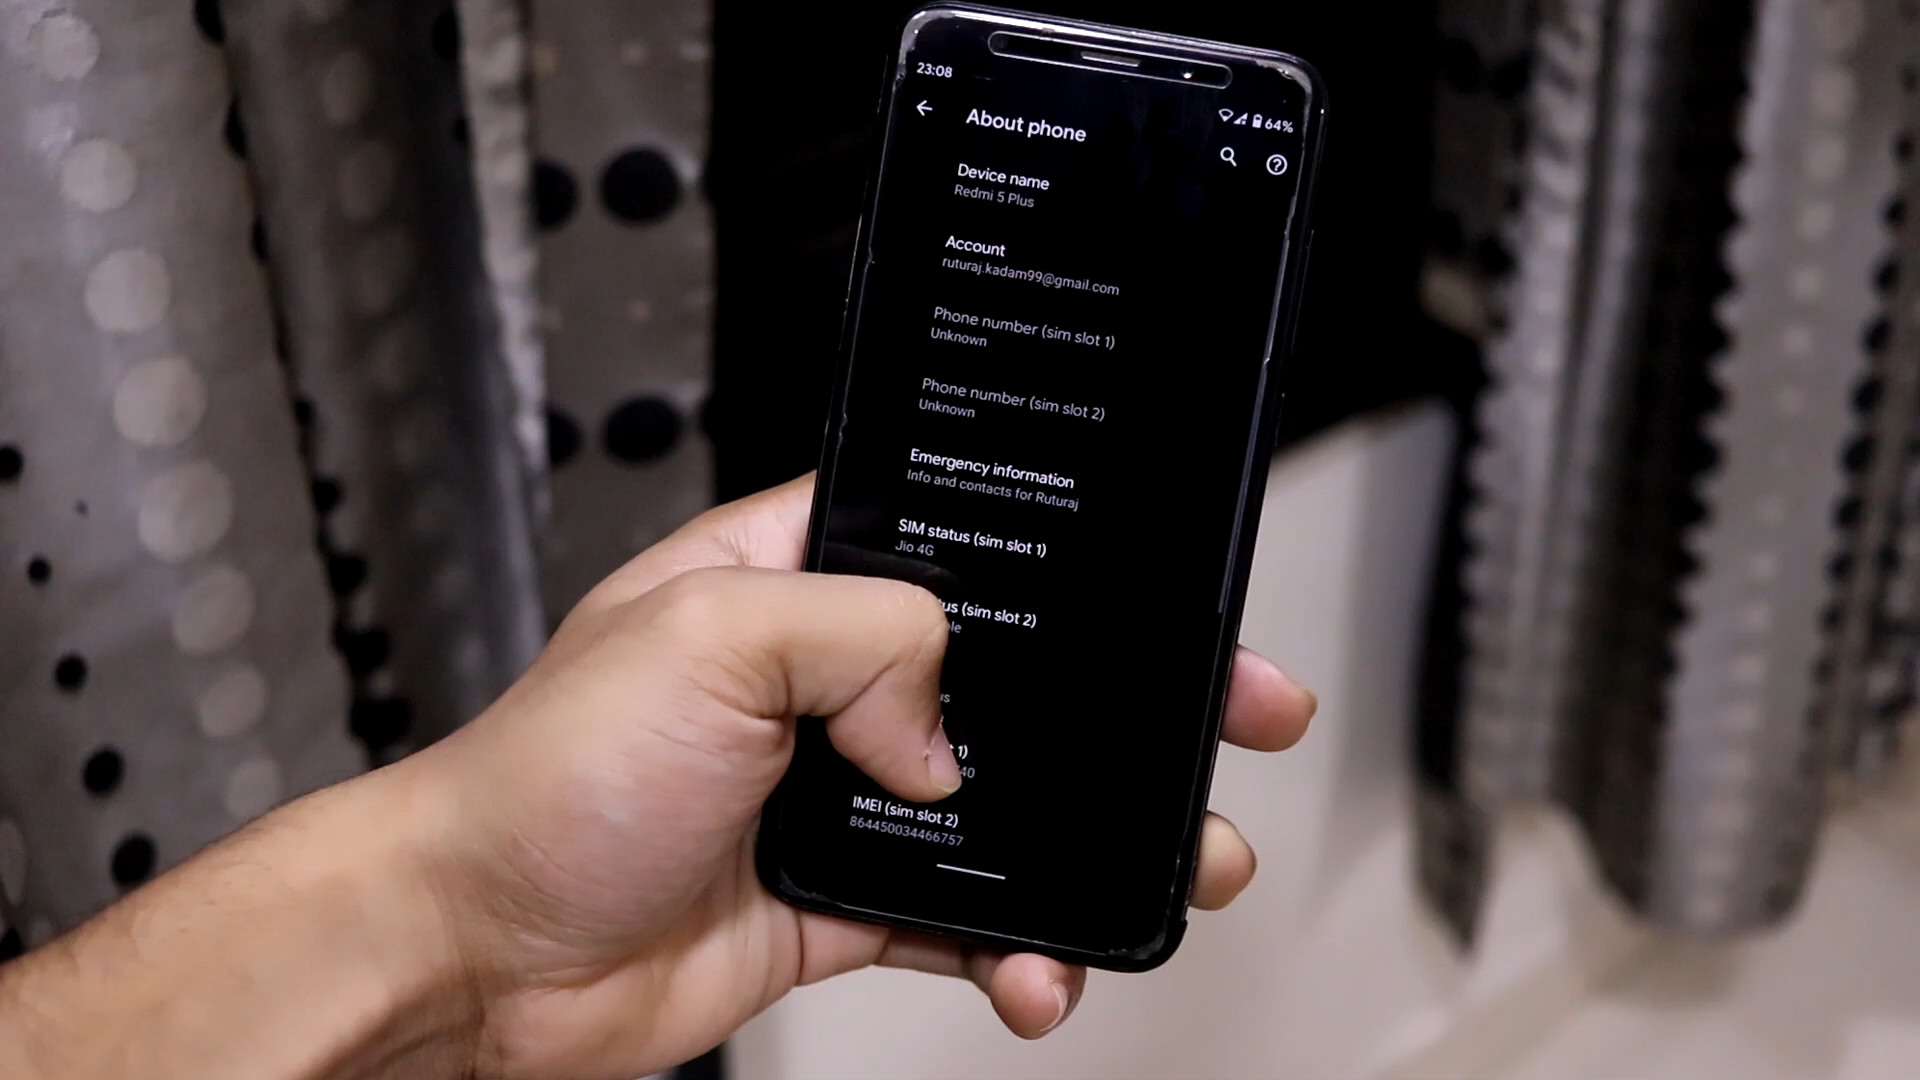 23:08
64%
About phone
Device name
Redmi 5 Plus
Account
ruturaj.kadam99@gmail.com
Phone number (sim slot 1)
Unknown
Phone number (sim slot 2)
Unknown
Emergency information
Info and contacts for Ruturaj
SIM status (sim slot 1)
Jio 4G
(sim slot 2)
1)
40
IMEI (sim slot 2)
864450034466757